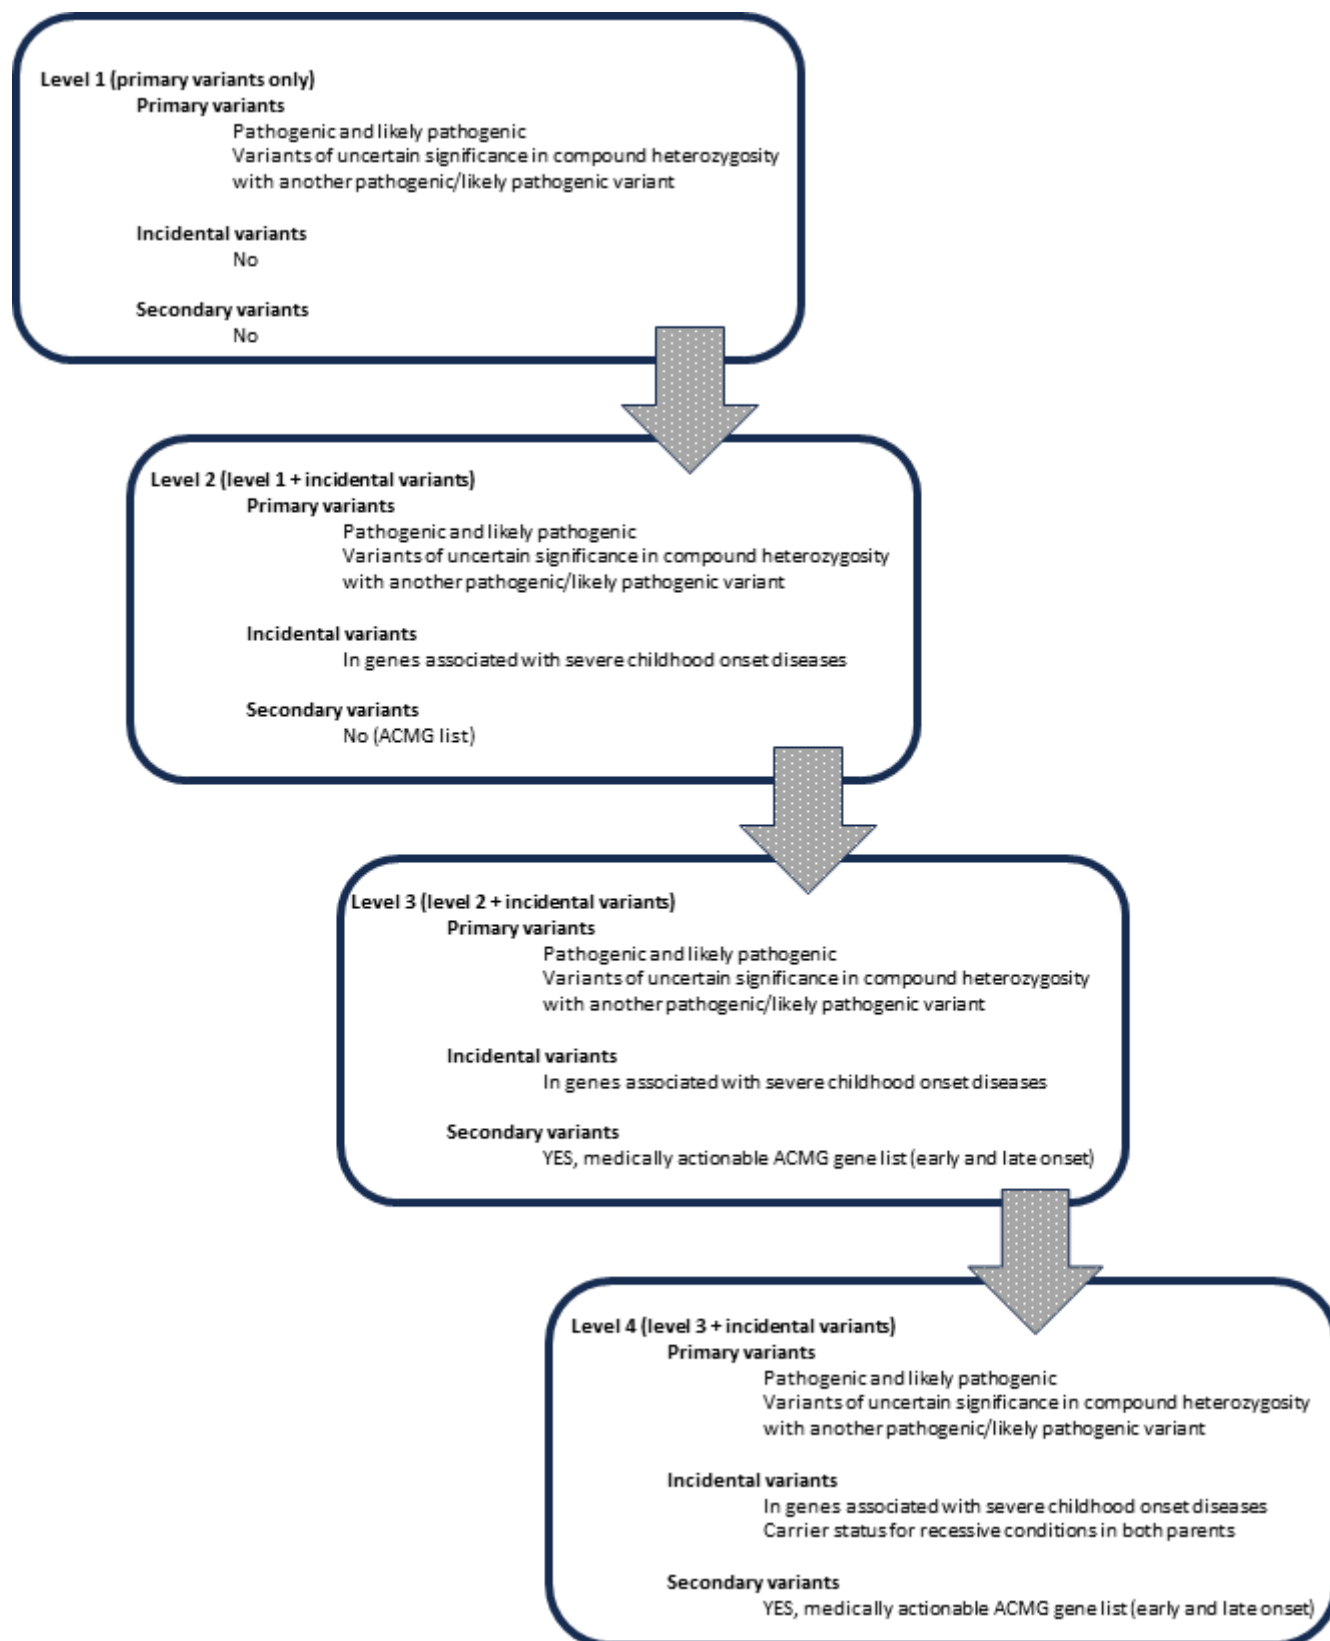 Level 1 (primary variants only)
Primary variants
Pathogenic and likely pathogenic
Variants of uncertain significance in compound heterozygosity
with another pathogenic/likely pathogenic variant
Incidental variants
No
Secondary variants
No
Level 2 (level 1 + incidental variants)
Primary variants
Pathogenic and likely pathogenic
Variants of uncertain significance in compound heterozygosity
with another pathogenic/likely pathogenic variant
Incidental variants
In genes associated with severe childhood onset diseases
Secondary variants
No (ACMG list)
Level 3 (level 2 + incidental variants)
Primary variants
Pathogenic and likely pathogenic
Variants of uncertain significance in compound heterozygosity
with another pathogenic/likely pathogenic variant
Incidental variants
In genes associated with severe childhood onset diseases
Secondary variants
YES, medically actionable ACMG gene list (early and late onset)
Level 4 (level 3 + incidental variants)
Primary variants
Pathogenic and likely pathogenic
Variants of uncertain significance in compound heterozygosity
with another pathogenic/likely pathogenic variant
Incidental variants
In genes associated with severe childhood onset diseases
Carrier status for recessive conditions in both parents
Secondary variants
YES, medically actionable ACMG gene list (early and late onset)